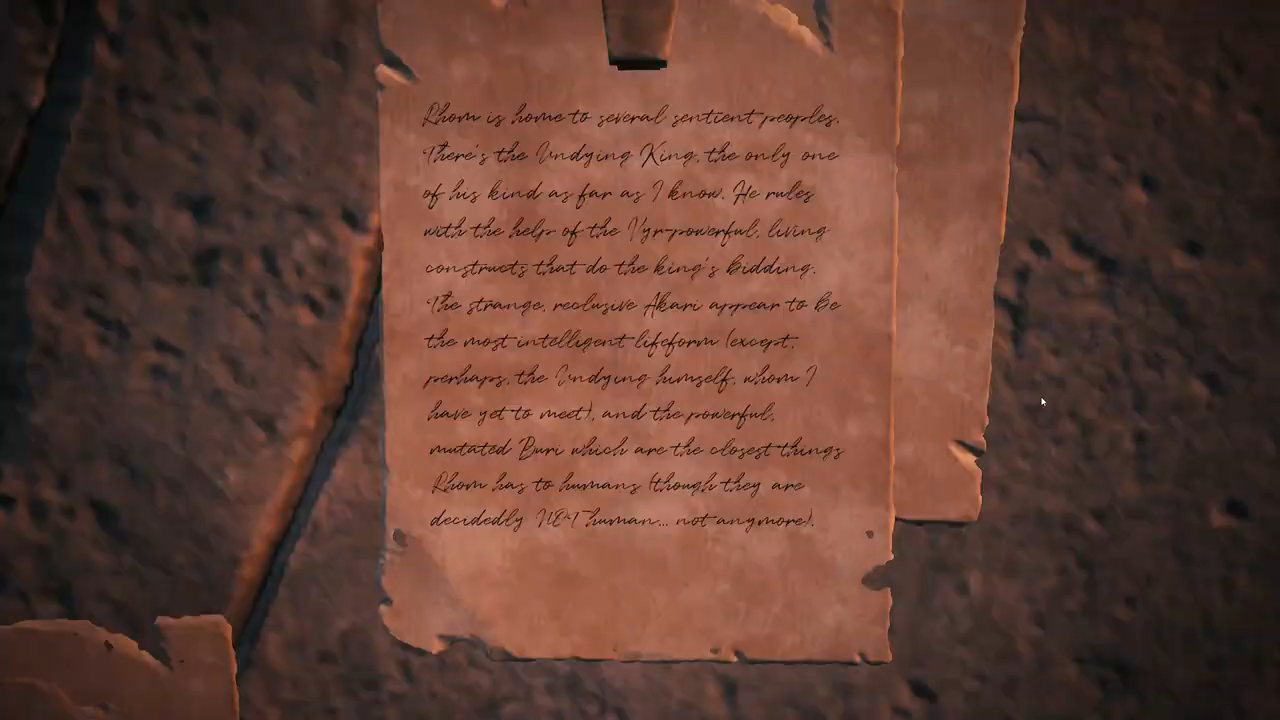 Rhom is home to several sentient peoples.
There's the Undying King, the only one
of his kind as far as I know. He rules
with the help of the Vyr-powerful, living
constructs that do the king's bidding.
The strange, reclusive Akari appear to be
the most intelligent lifeform (except,
perhaps, the Undying himself, whom I
have yet to meet), and the powerful,
mutated Buri which are the closest things
Rhom has to humans (though they are
decidedly NOT human... not anymore).